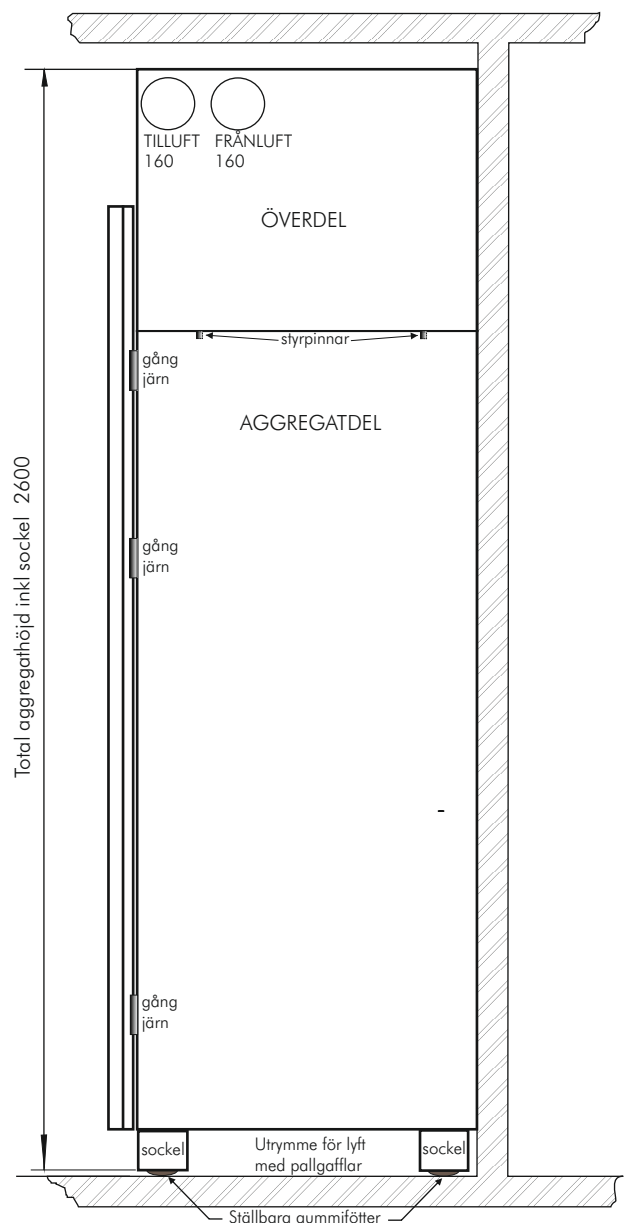 TILLUFT
160
FRÅNLUFT
160
ÖVERDEL
styrpinnar
gång
järn
AGGREGATDEL
gång
järn
Total aggregathöjd inkl sockel 2600
gång
järn
sockel
Utrymme för lyft
med pallgafflar
sockel
Ställbara gummifötter